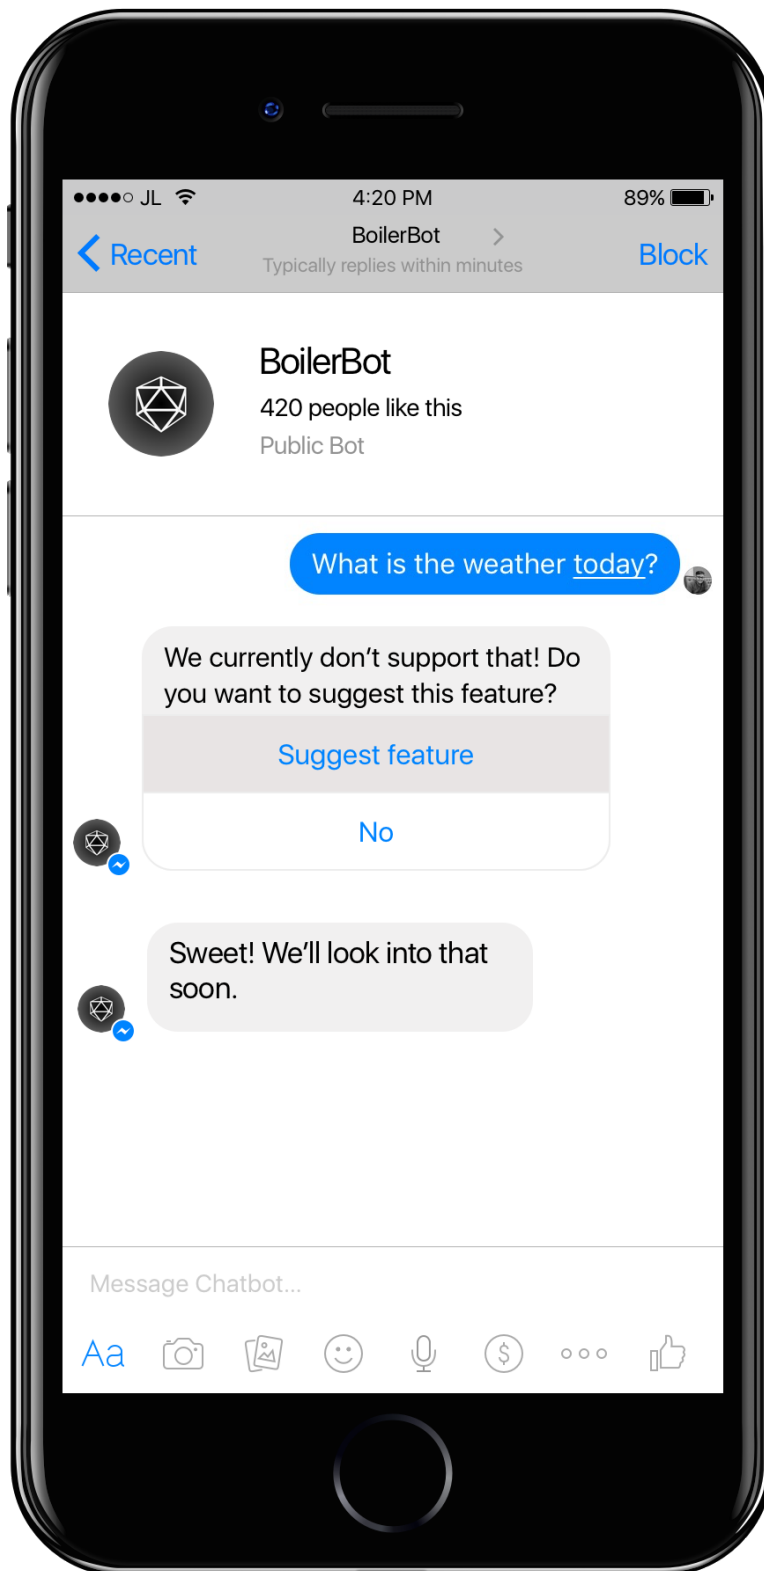 JL 4:20 PM 89%
Recent BoilerBot Block
Typically replies within minutes
BoilerBot
420 people like this
Public Bot
What is the weather today?
We currently don’t support that! Do
you want to suggest this feature?
Suggest feature
No
Sweet! We’ll look into that
soon.
Message Chatbot...
Aa